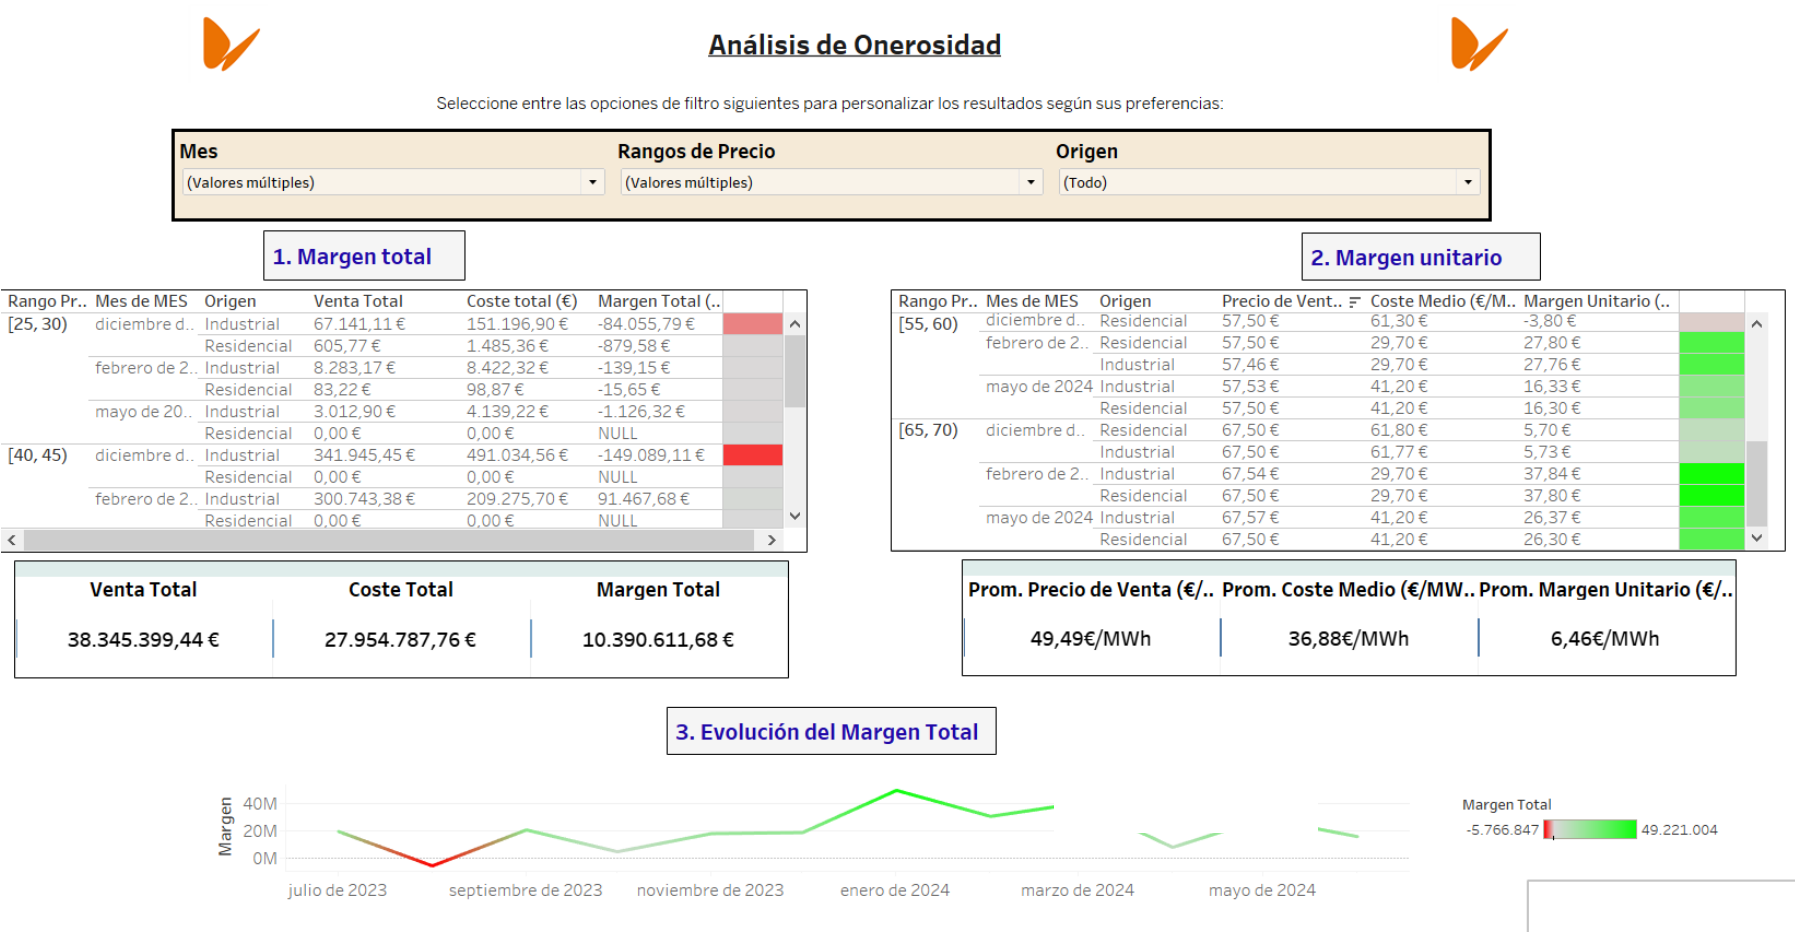 Análisis de Onerosidad
Seleccione entre las opciones de filtro siguientes para personalizar los resultados según sus preferencias:
Mes
(Valores múltiples)
Rangos de Precio
(Valores múltiples)
Origen
(Todo)
1. Margen total
Rango Pr.. Mes de MES Origen Venta Total Coste total (€) Margen Total (..
[25, 30) diciembre d.. Industrial 67.141,11 € 151.196,90 € -84.055,79 €
Residencial 605,77 € 1.485,36 € -879,58 €
febrero de 2.. Industrial 8.283,17 € 8.422,32 € -139,15 €
Residencial 83,22 € 98,87 € -15,65 €
mayo de 20.. Industrial 3.012,90 € 4.139,22 € -1.126,32 €
Residencial 0,00 € 0,00 € NULL
[40, 45) diciembre d.. Industrial 341.945,45 € 491.034,56 € -149.089,11 €
Residencial 0,00 € 0,00 € NULL
febrero de 2.. Industrial 300.743,38 € 209.275,70 € 91.467,68 €
Residencial 0,00 € 0,00 € NULL
Venta Total Coste Total Margen Total
38.345.399,44 € 27.954.787,76 € 10.390.611,68 €
2. Margen unitario
Rango Pr.. Mes de MES Origen Precio de Vent.. Coste Medio (€/M.. Margen Unitario (..
[55, 60) diciembre d.. Residencial 57,50 € 61,30 € -3,80 €
febrero de 2.. Residencial 57,50 € 29,70 € 27,80 €
Industrial 57,46 € 29,70 € 27,76 €
mayo de 2024 Industrial 57,53 € 41,20 € 16,33 €
Residencial 57,50 € 41,20 € 16,30 €
[65, 70) diciembre d.. Residencial 67,50 € 61,80 € 5,70 €
Industrial 67,50 € 61,77 € 5,73 €
febrero de 2.. Industrial 67,54 € 29,70 € 37,84 €
Residencial 67,50 € 29,70 € 37,80 €
mayo de 2024 Industrial 67,57 € 41,20 € 26,37 €
Residencial 67,50 € 41,20 € 26,30 €
Prom. Precio de Venta (€/.. Prom. Coste Medio (€/MW.. Prom. Margen Unitario (€/..
49,49€/MWh 36,88€/MWh 6,46€/MWh
3. Evolución del Margen Total
Margen
40M
20M
0M
julio de 2023 septiembre de 2023 noviembre de 2023 enero de 2024 marzo de 2024 mayo de 2024
Margen Total
-5.766.847 49.221.004